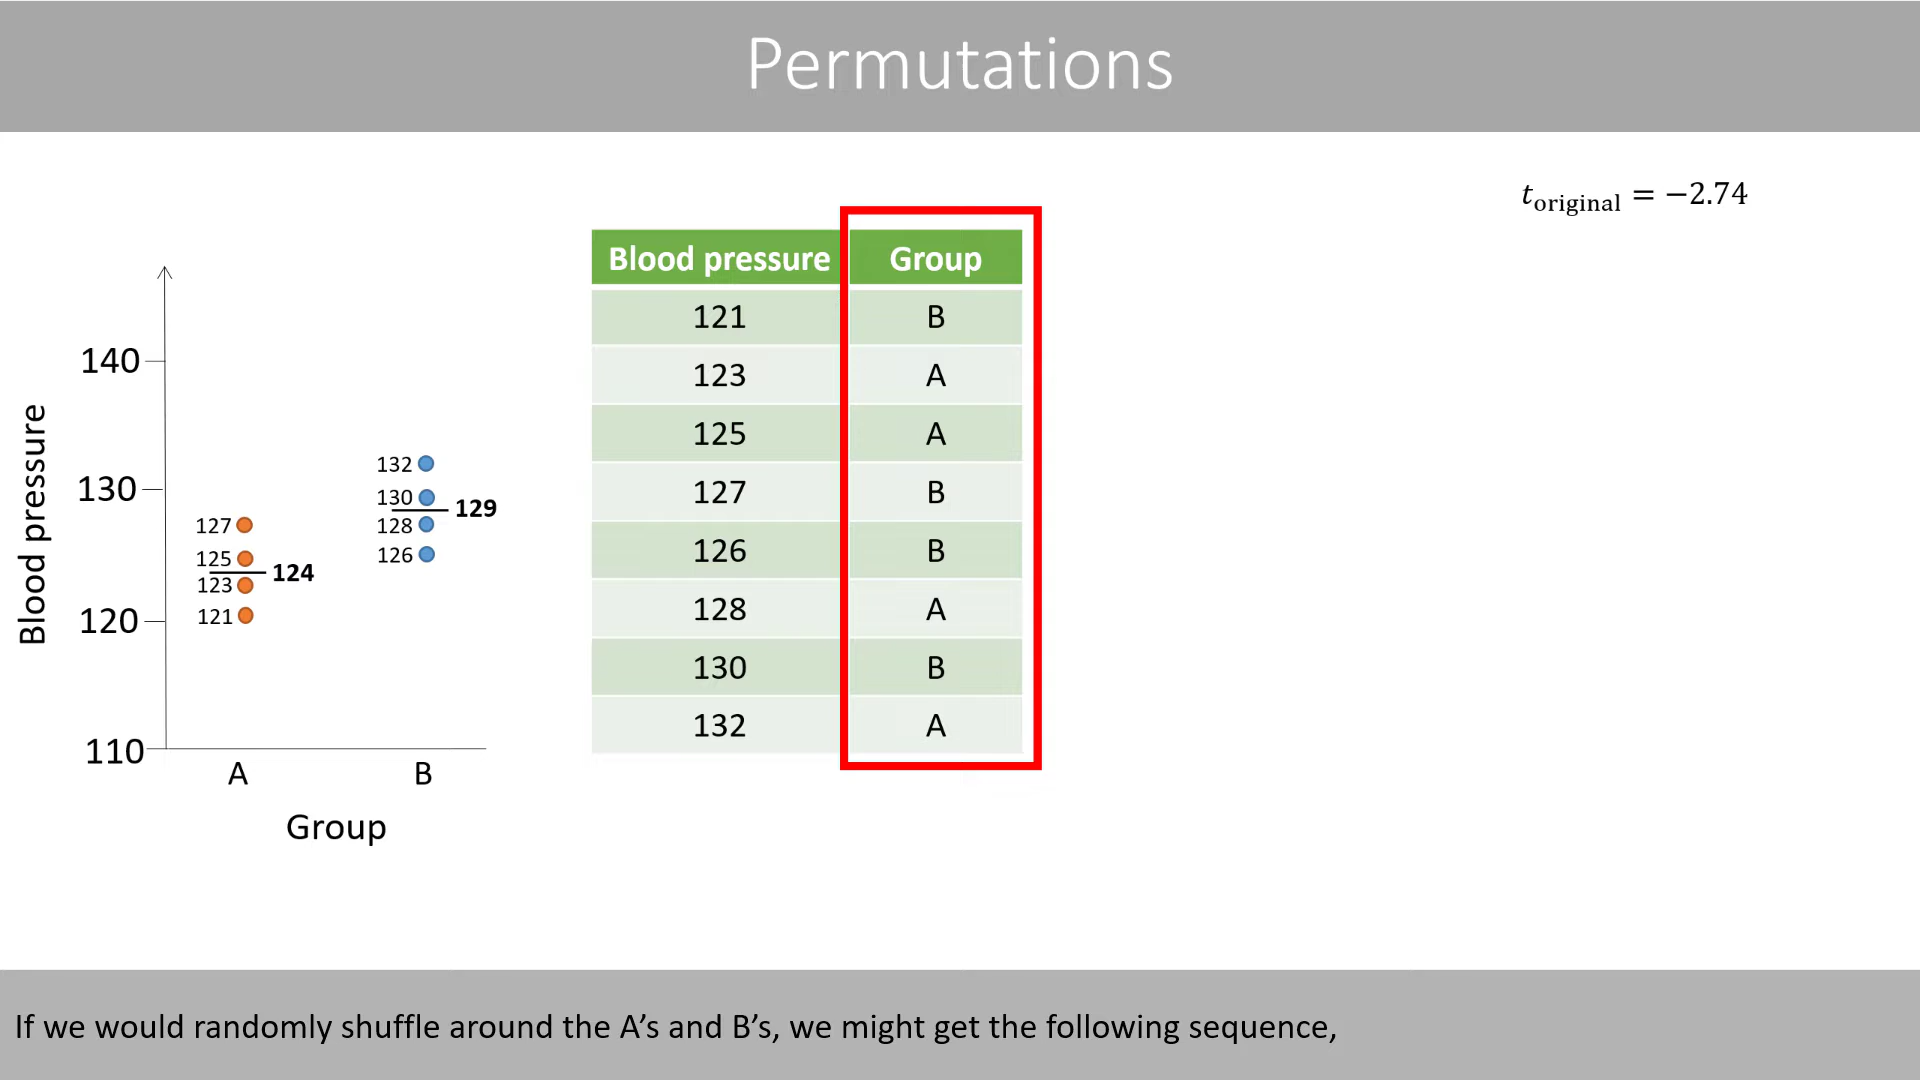 Permutations
t_original = −2.74
Blood pressure Group
121 B
123 A
125 A
127 B
126 B
128 A
130 B
132 A
Blood pressure
140
130
120
110
127
125
124
123
121
132
130
129
128
126
A B
Group
If we would randomly shuffle around the A’s and B’s, we might get the following sequence,